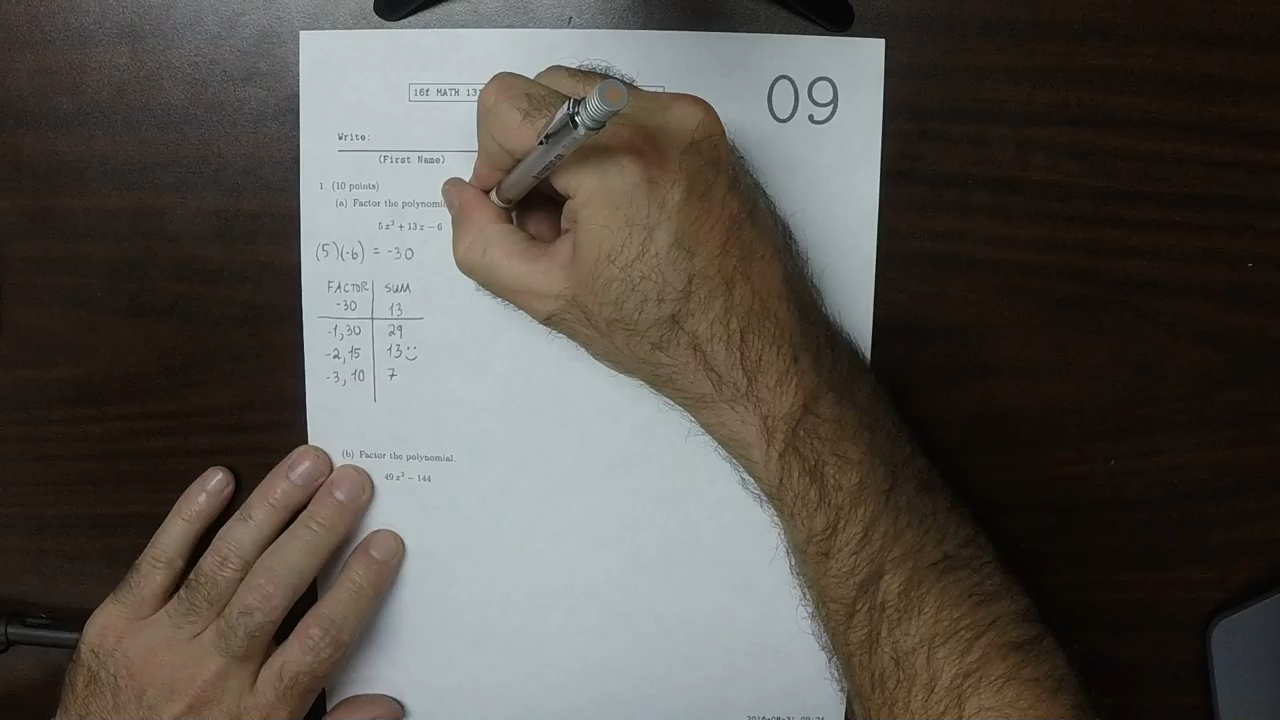 16f MATH 13
09
Write:
(First Name)
1. (10 points)
(a) Factor the
5x² + 13x − 6
(5)(-6) = -30
FACTOR SUM
-30 13
-1, 30 29
-2, 15 13
-3, 10 7
(b) Factor the polynomial.
49x² − 144